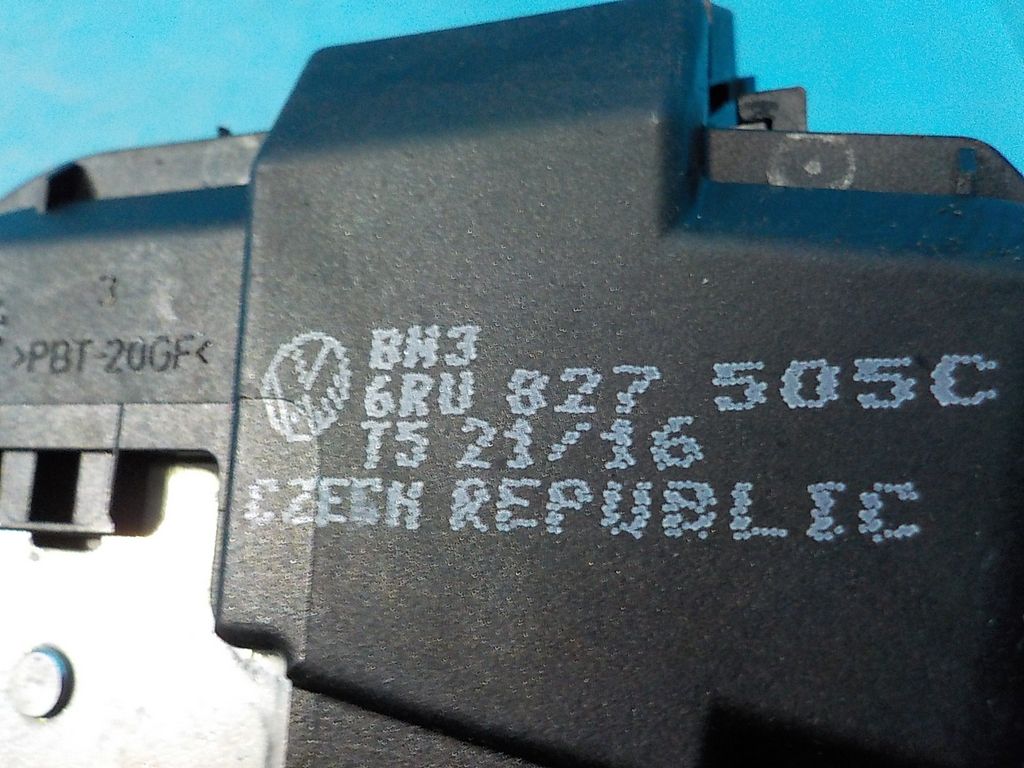 3
>PBT-20GF<
BM3
6RU 827 505C
T5 21/16
CZECH REPUBLIC